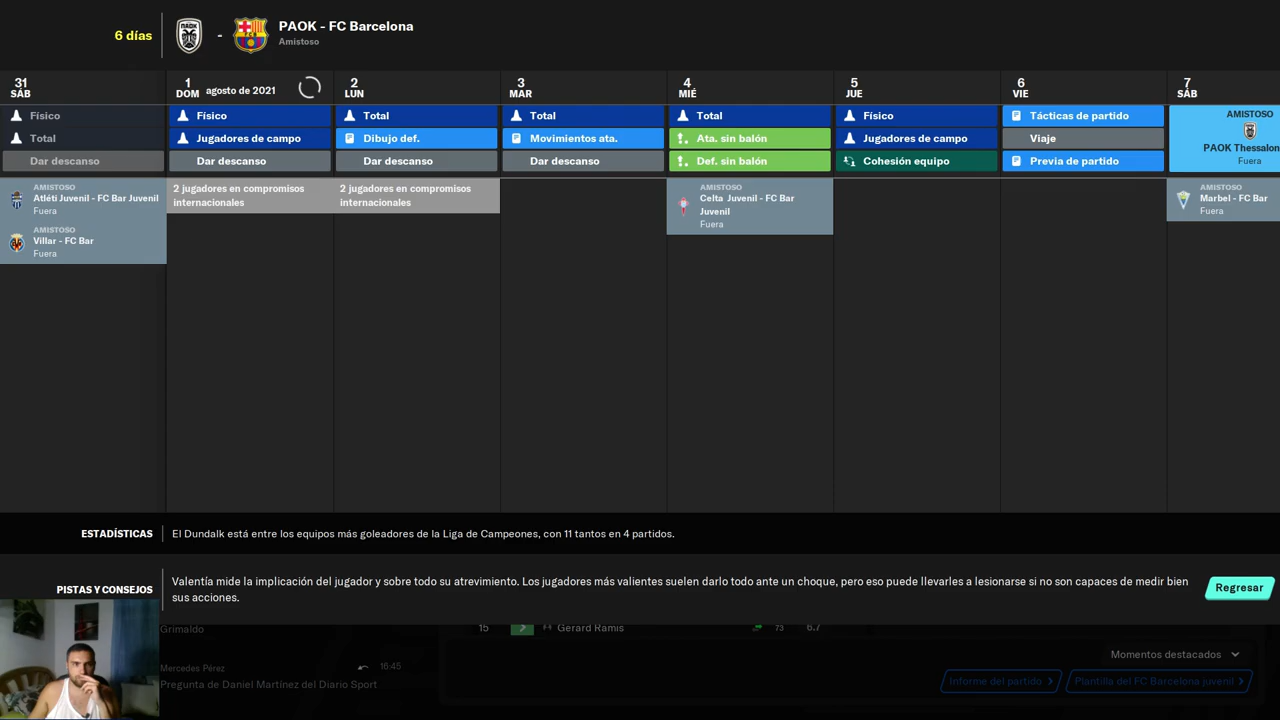 6 días
PAOK - FC Barcelona
Amistoso
31
SÁB
1
DOM agosto de 2021
2
LUN
3
MAR
4
MIÉ
5
JUE
6
VIE
7
SÁB
Físico
Total
Dar descanso
Físico
Jugadores de campo
Dar descanso
Total
Dibujo def.
Dar descanso
Total
Movimientos ata.
Dar descanso
Total
Ata. sin balón
Def. sin balón
Físico
Jugadores de campo
Cohesión equipo
Tácticas de partido
Viaje
Previa de partido
AMISTOSO
PAOK Thessalon
Fuera
AMISTOSO
Atléti Juvenil - FC Bar Juvenil
Fuera
AMISTOSO
Villar - FC Bar
Fuera
2 jugadores en compromisos
internacionales
2 jugadores en compromisos
internacionales
AMISTOSO
Celta Juvenil - FC Bar
Juvenil
Fuera
AMISTOSO
Marbel - FC Bar
Fuera
ESTADÍSTICAS
El Dundalk está entre los equipos más goleadores de la Liga de Campeones, con 11 tantos en 4 partidos.
PISTAS Y CONSEJOS
Valentía mide la implicación del jugador y sobre todo su atrevimiento. Los jugadores más valientes suelen darlo todo ante un choque, pero eso puede llevarles a lesionarse si no son capaces de medir bien
sus acciones.
Regresar
Grimaldo
15 Gerard Ramis 73 6.7
Mercedes Pérez 16:45
Pregunta de Daniel Martínez del Diario Sport
Momentos destacados
Informe del partido
Plantilla del FC Barcelona juvenil